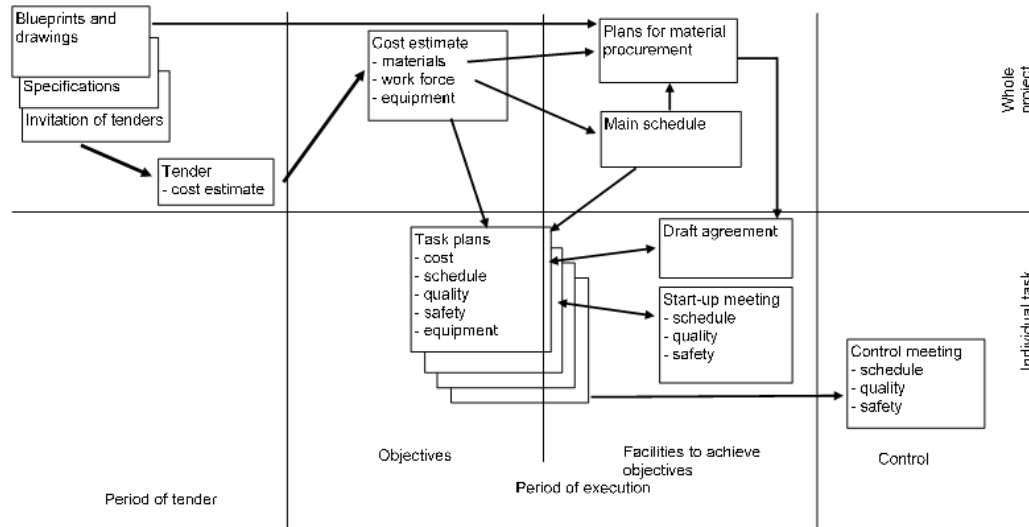 Blueprints and
drawings
Specifications
Invitation of tenders
Tender
- cost estimate
Cost estimate
- materials
- work force
- equipment
Plans for material
procurement
Main schedule
Whole
project
Task plans
- cost
- schedule
- quality
- safety
- equipment
Draft agreement
Start-up meeting
- schedule
- quality
- safety
Control meeting
- schedule
- quality
- safety
Individual task
Objectives
Facilities to achieve
objectives
Control
Period of tender
Period of execution